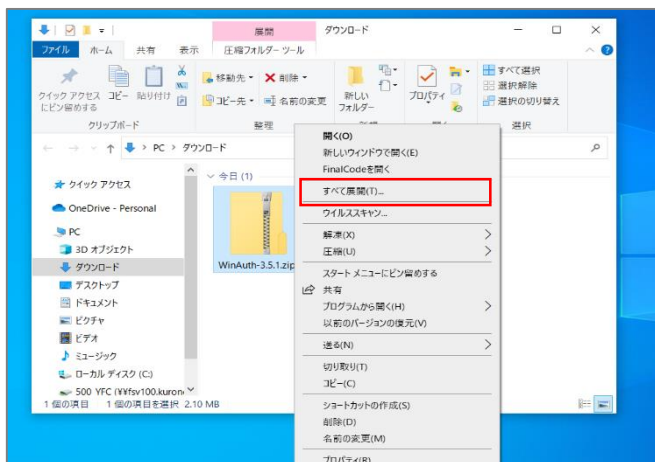 展開
ダウンロード
ファイル
ホーム
共有
表示
圧縮フォルダー ツール
クイック アクセス
にピン留めする
コピー
貼り付け
移動先
削除
コピー先
名前の変更
新しい
フォルダー
プロパティ
すべて選択
選択解除
選択の切り替え
クリップボード
整理
選択
PC > ダウンロード
クイック アクセス
OneDrive - Personal
PC
3D オブジェクト
ダウンロード
デスクトップ
ドキュメント
ピクチャ
ビデオ
ミュージック
ローカル ディスク (C:)
500 YFC (¥¥fsv100.kuron
今日 (1)
WinAuth-3.5.1.zip
1 個の項目
1 個の項目を選択 2.10 MB
開く(O)
新しいウィンドウで開く(E)
FinalCodeを開く
すべて展開(T)...
ウイルススキャン...
解凍(X)
圧縮(U)
スタート メニューにピン留めする
共有
プログラムから開く(H)
以前のバージョンの復元(V)
送る(N)
切り取り(T)
コピー(C)
ショートカットの作成(S)
削除(D)
名前の変更(M)
プロパティ(R)